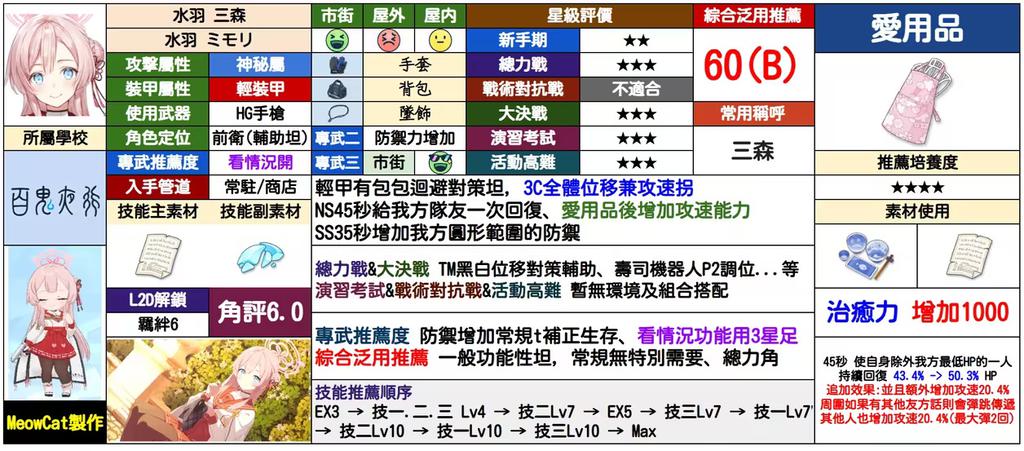 水羽 三森
水羽 ミモリ
攻擊屬性 神秘屬
裝甲屬性 輕裝甲
使用武器 HG手槍
所屬學校
角色定位 前衛(輔助坦)
百鬼夜行
專武推薦度 看情況開
入手管道 常駐/商店
技能主素材 技能副素材
L2D解鎖
羈絆6
角評6.0
MeowCat製作
市街 屋外 屋內
手套
背包
墜飾
專武二 防禦力增加
專武三 市街
星級評價
新手期 ★★
總力戰 ★★★
戰術對抗戰 不適合
大決戰 ★★★
演習考試 ★★★
活動高難 ★★★
綜合泛用推薦
60(B)
常用稱呼
三森
輕甲有包包迴避對策坦, 3C全體位移兼攻速拐
NS45秒給我方隊友一次回復、愛用品後增加攻速能力
SS35秒增加我方圓形範圍的防禦
總力戰&大決戰 TM黑白位移對策輔助、壽司機器人P2調位...等
演習考試&戰術對抗戰&活動高難 暫無環境及組合搭配
專武推薦度 防禦增加常規t補正生存、看情況功能用3星足
綜合泛用推薦 一般功能性坦, 常規無特別需要、總力角
技能推薦順序
EX3 → 技一.二.三 Lv4 → 技二Lv7 → EX5 → 技三Lv7 → 技一Lv7
→ 技二Lv10 → 技一Lv10 → 技三Lv10 → Max
愛用品
推薦培養度
★★★★
素材使用
治癒力 增加1000
45秒 使自身除外我方最低HP的一人
持續回復 43.4% -> 50.3% HP
追加效果:並且額外增加攻速20.4%
周圍如果有其他友方話則會彈跳傳遞
其他人也增加攻速20.4%(最大彈2回)